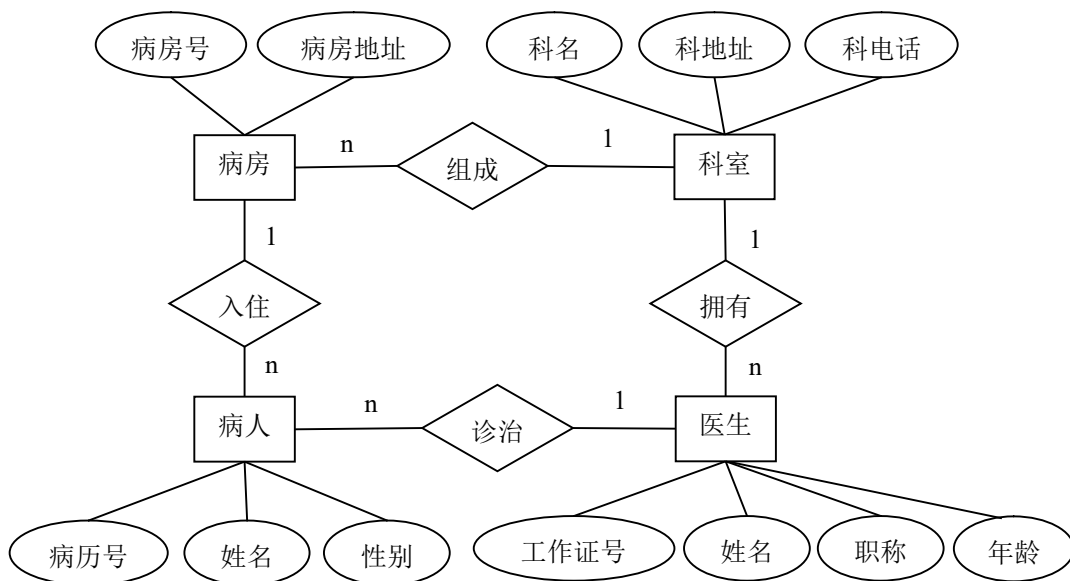 病房号 病房地址 科名 科地址 科电话
病房 n 组成 1 科室
1 1
入住 拥有
n n
病人 n 诊治 1 医生
病历号 姓名 性别 工作证号 姓名 职称 年龄